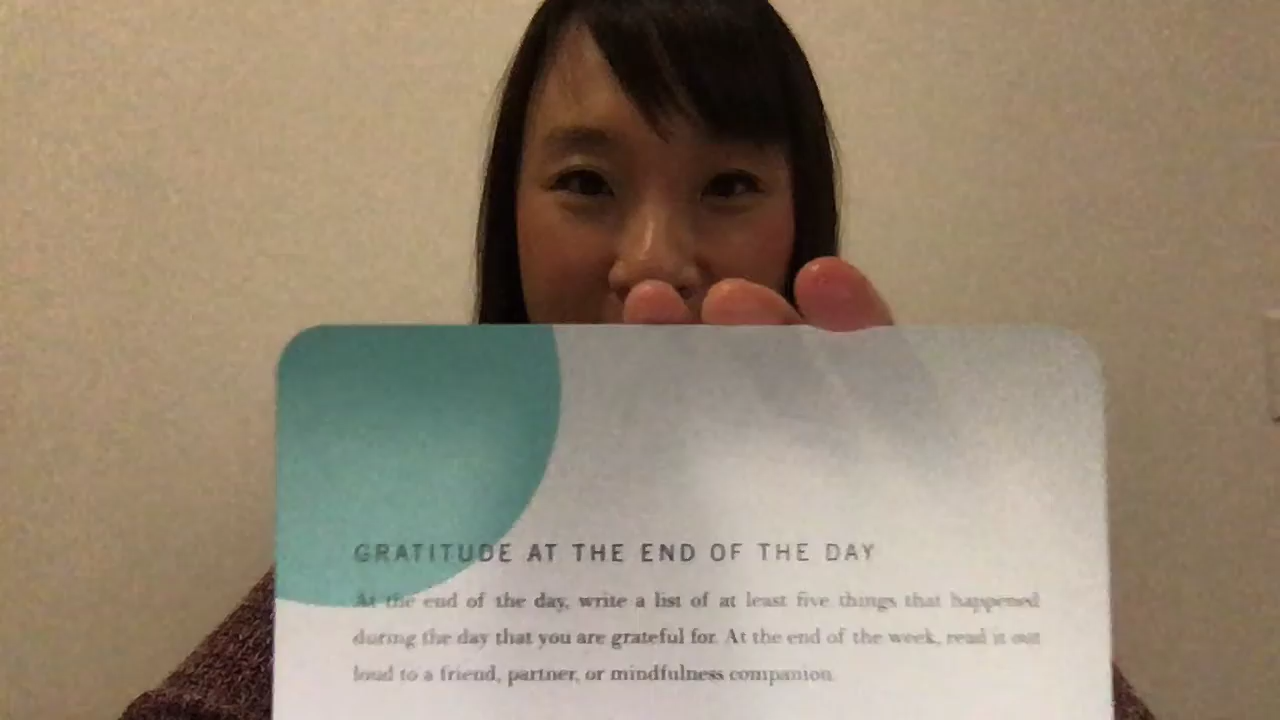 GRATITUDE AT THE END OF THE DAY
At the end of the day, write a list of at least five things that happened
during the day that you are grateful for. At the end of the week, read it out
loud to a friend, partner, or mindfulness companion.